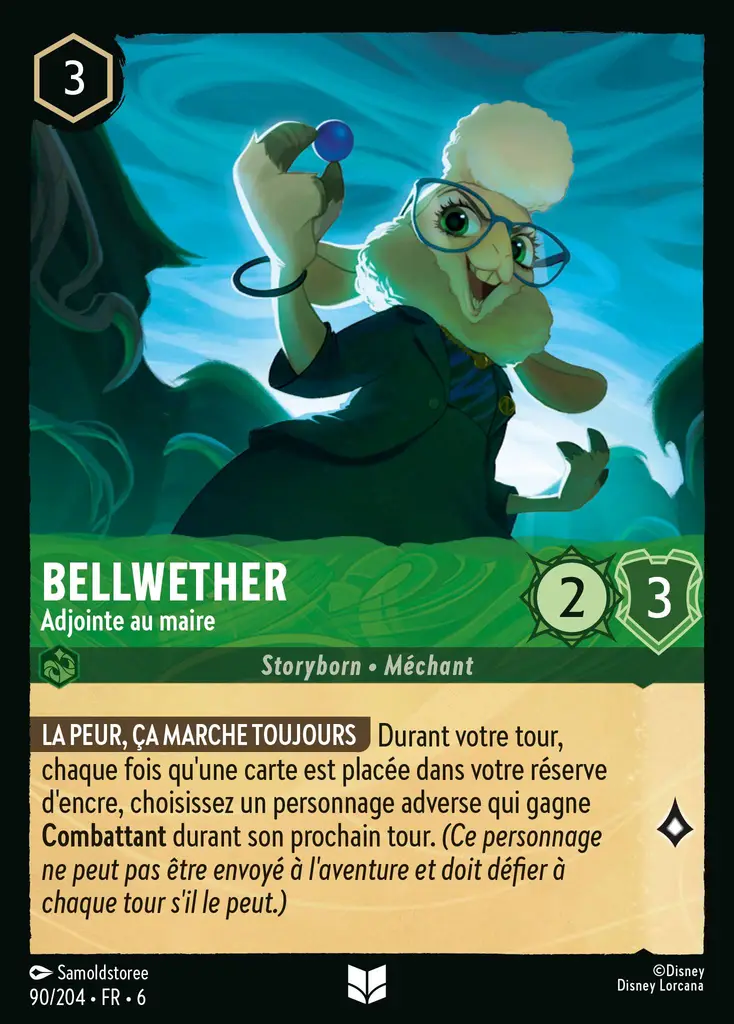 3
BELLWETHER
Adjointe au maire
2
3
Storyborn • Méchant
LA PEUR, ÇA MARCHE TOUJOURS Durant votre tour,
chaque fois qu'une carte est placée dans votre réserve
d'encre, choisissez un personnage adverse qui gagne
Combattant durant son prochain tour. (Ce personnage
ne peut pas être envoyé à l'aventure et doit défier à
chaque tour s'il le peut.)
Samoldstoree
90/204 • FR • 6
©Disney
Disney Lorcana